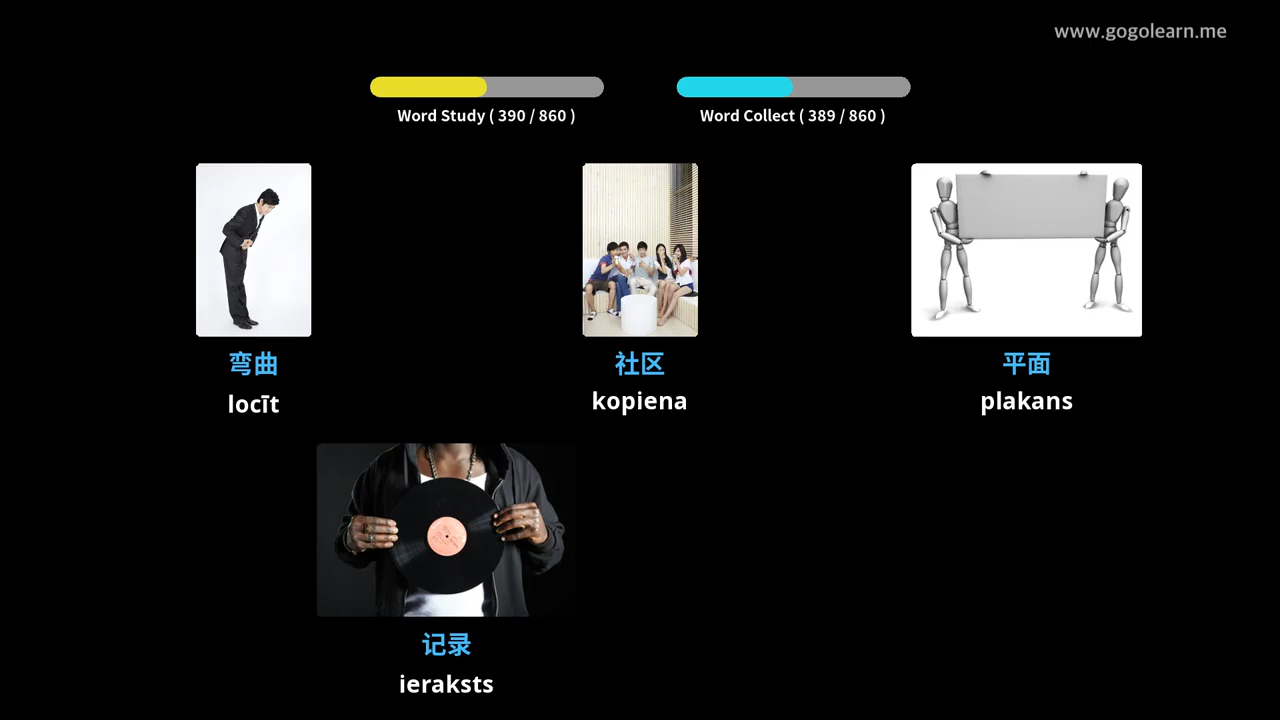 www.gogolearn.me
Word Study ( 390 / 860 )
Word Collect ( 389 / 860 )
弯曲
locīt
社区
kopiena
平面
plakans
记录
ieraksts